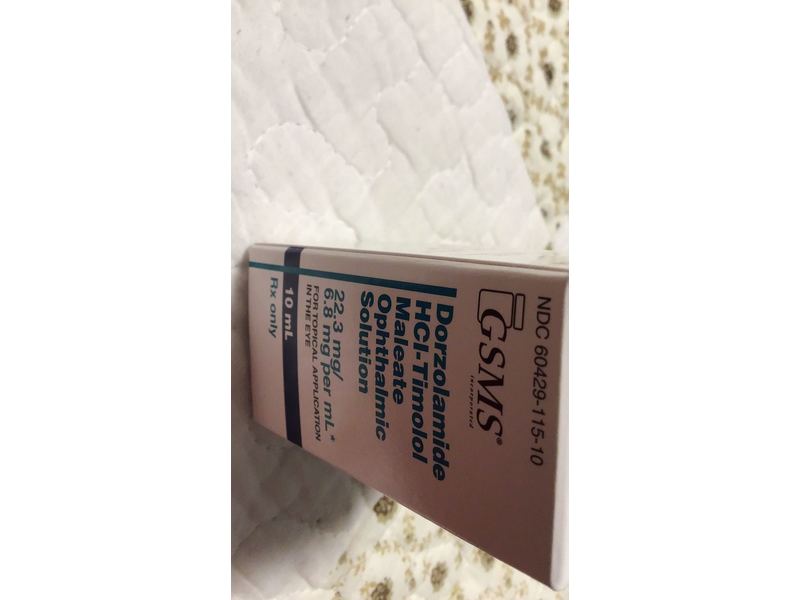 NDC 60429-115-10
GSMS®
incorporated
Dorzolamide
HCl-Timolol
Maleate
Ophthalmic
Solution
22.3 mg/
6.8 mg per mL*
FOR TOPICAL APPLICATION
IN THE EYE
10 mL
Rx only